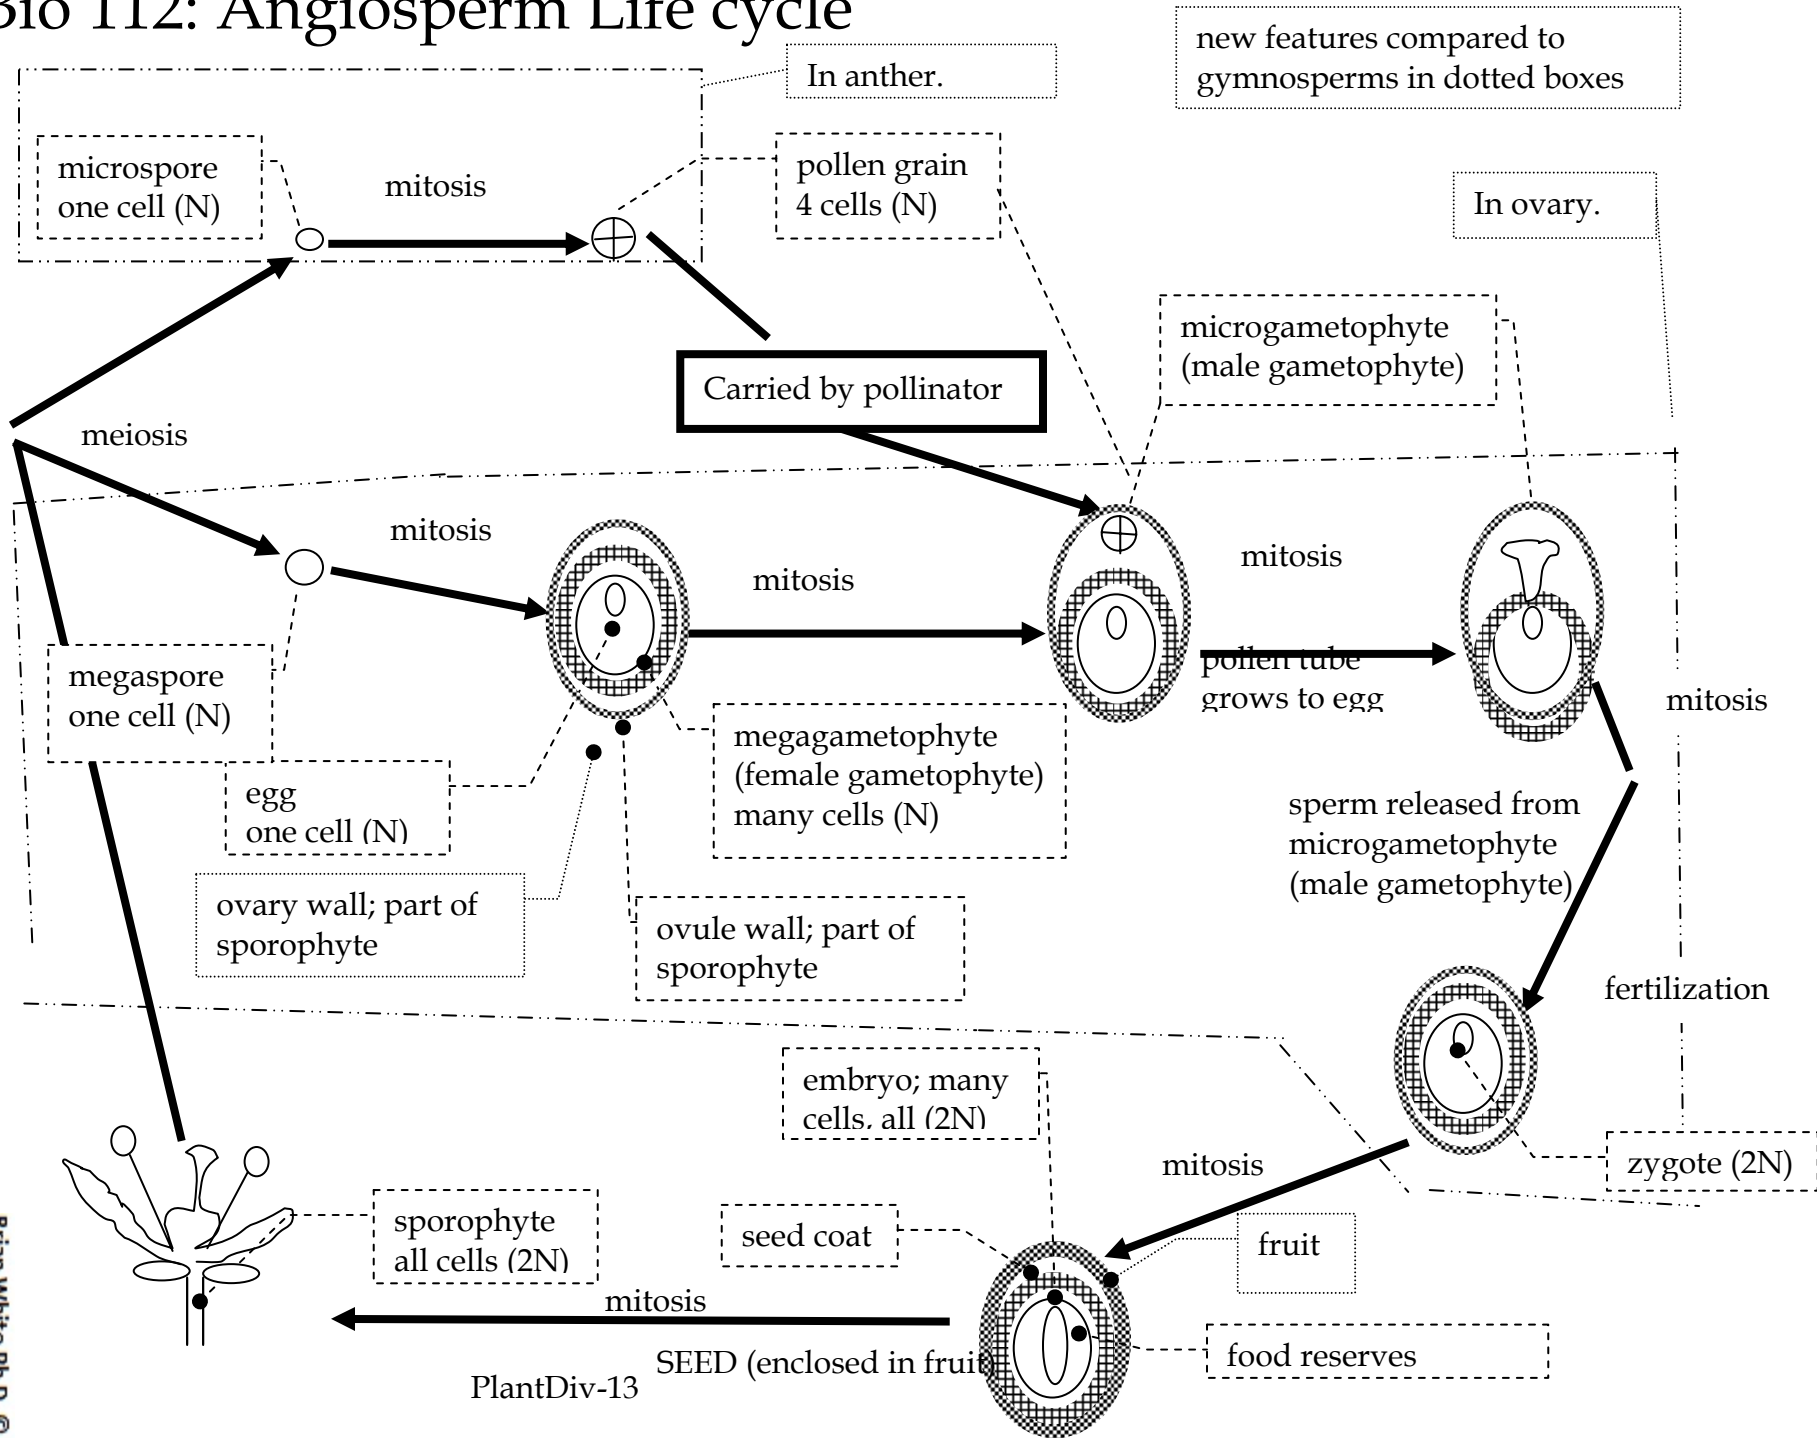 Bio 112: Angiosperm Life cycle
new features compared to
gymnosperms in dotted boxes
In anther.
microspore
one cell (N)
mitosis
pollen grain
4 cells (N)
In ovary.
microgametophyte
(male gametophyte)
Carried by pollinator
meiosis
mitosis
mitosis
mitosis
pollen tube
grows to egg
mitosis
megaspore
one cell (N)
megagametophyte
(female gametophyte)
many cells (N)
egg
one cell (N)
sperm released from
microgametophyte
(male gametophyte)
ovary wall; part of
sporophyte
ovule wall; part of
sporophyte
fertilization
embryo; many
cells, all (2N)
mitosis
zygote (2N)
sporophyte
all cells (2N)
seed coat
fruit
mitosis
food reserves
SEED (enclosed in fruit)
PlantDiv-13
Brian White Ph.D. ©